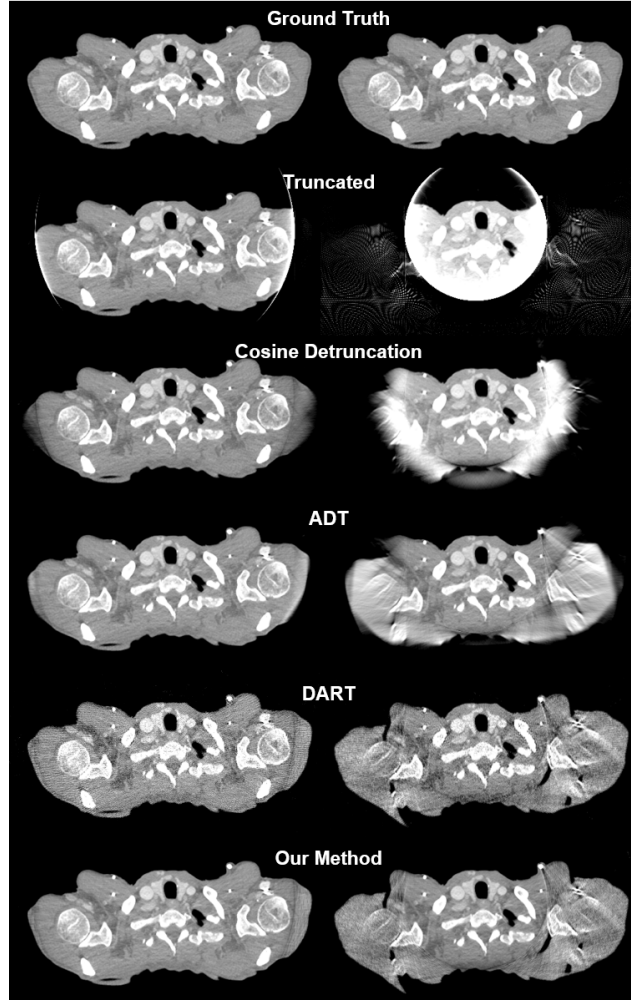 Ground Truth
Truncated
Cosine Detruncation
ADT
DART
Our Method